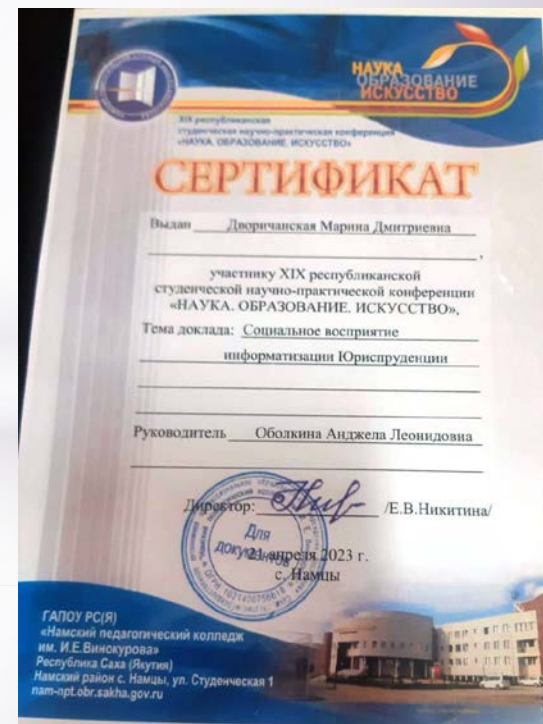 НАУКА
ОБРАЗОВАНИЕ
ИСКУССТВО
XIX республиканская
студенческая научно-практическая конференция
«НАУКА. ОБРАЗОВАНИЕ. ИСКУССТВО»
СЕРТИФИКАТ
Выдан Дворичанская Марина Дмитриевна
,
участнику XIX республиканской
студенческой научно-практической конференции
«НАУКА. ОБРАЗОВАНИЕ. ИСКУССТВО»,
Тема доклада: Социальное восприятие
информатизации Юриспруденции
Руководитель Оболкина Анджела Леонидовна
Директор: /Е.В.Никитина/
Для
документов
21 апреля 2023 г.
с. Намцы
ГАПОУ РС(Я)
«Намский педагогический колледж
им. И.Е.Винокурова»
Республика Саха (Якутия)
Намский район с. Намцы, ул. Студенческая 1
nam-npt.obr.sakha.gov.ru